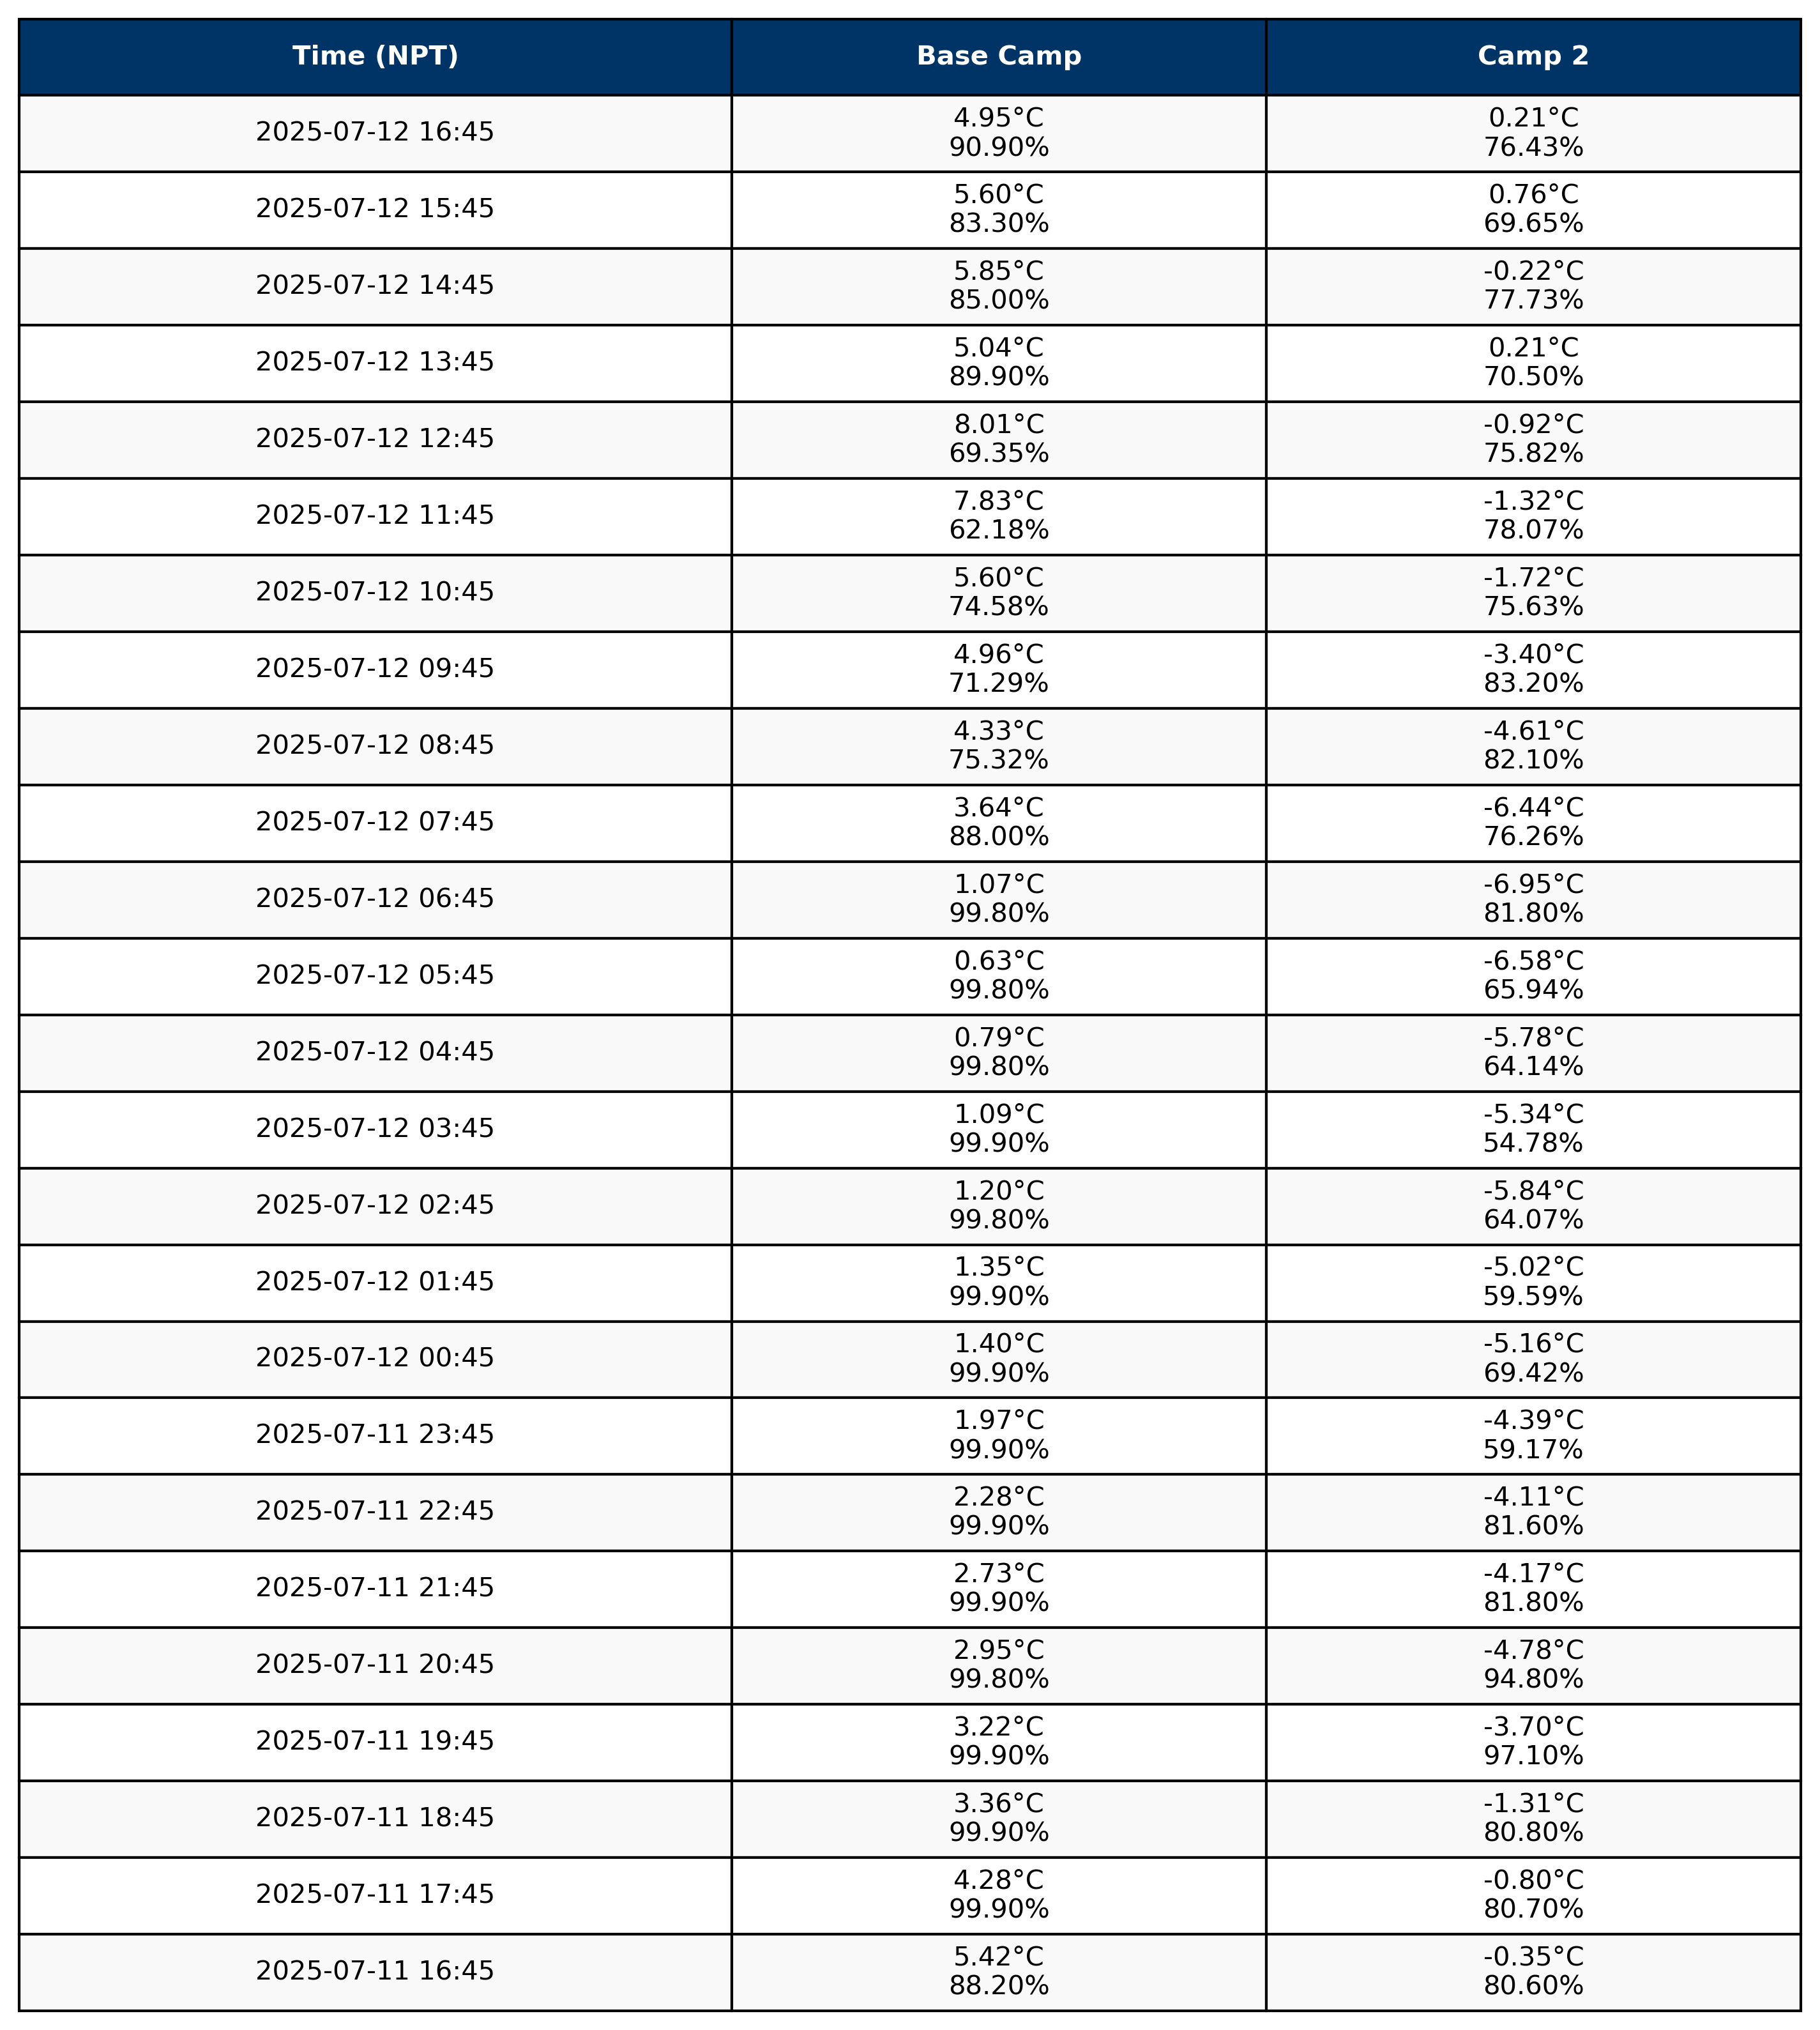 Time (NPT) Base Camp Camp 2
2025-07-12 16:45
4.95°C
90.90%
0.21°C
76.43%
2025-07-12 15:45
5.60°C
83.30%
0.76°C
69.65%
2025-07-12 14:45
5.85°C
85.00%
-0.22°C
77.73%
2025-07-12 13:45
5.04°C
89.90%
0.21°C
70.50%
2025-07-12 12:45
8.01°C
69.35%
-0.92°C
75.82%
2025-07-12 11:45
7.83°C
62.18%
-1.32°C
78.07%
2025-07-12 10:45
5.60°C
74.58%
-1.72°C
75.63%
2025-07-12 09:45
4.96°C
71.29%
-3.40°C
83.20%
2025-07-12 08:45
4.33°C
75.32%
-4.61°C
82.10%
2025-07-12 07:45
3.64°C
88.00%
-6.44°C
76.26%
2025-07-12 06:45
1.07°C
99.80%
-6.95°C
81.80%
2025-07-12 05:45
0.63°C
99.80%
-6.58°C
65.94%
2025-07-12 04:45
0.79°C
99.80%
-5.78°C
64.14%
2025-07-12 03:45
1.09°C
99.90%
-5.34°C
54.78%
2025-07-12 02:45
1.20°C
99.80%
-5.84°C
64.07%
2025-07-12 01:45
1.35°C
99.90%
-5.02°C
59.59%
2025-07-12 00:45
1.40°C
99.90%
-5.16°C
69.42%
2025-07-11 23:45
1.97°C
99.90%
-4.39°C
59.17%
2025-07-11 22:45
2.28°C
99.90%
-4.11°C
81.60%
2025-07-11 21:45
2.73°C
99.90%
-4.17°C
81.80%
2025-07-11 20:45
2.95°C
99.80%
-4.78°C
94.80%
2025-07-11 19:45
3.22°C
99.90%
-3.70°C
97.10%
2025-07-11 18:45
3.36°C
99.90%
-1.31°C
80.80%
2025-07-11 17:45
4.28°C
99.90%
-0.80°C
80.70%
2025-07-11 16:45
5.42°C
88.20%
-0.35°C
80.60%